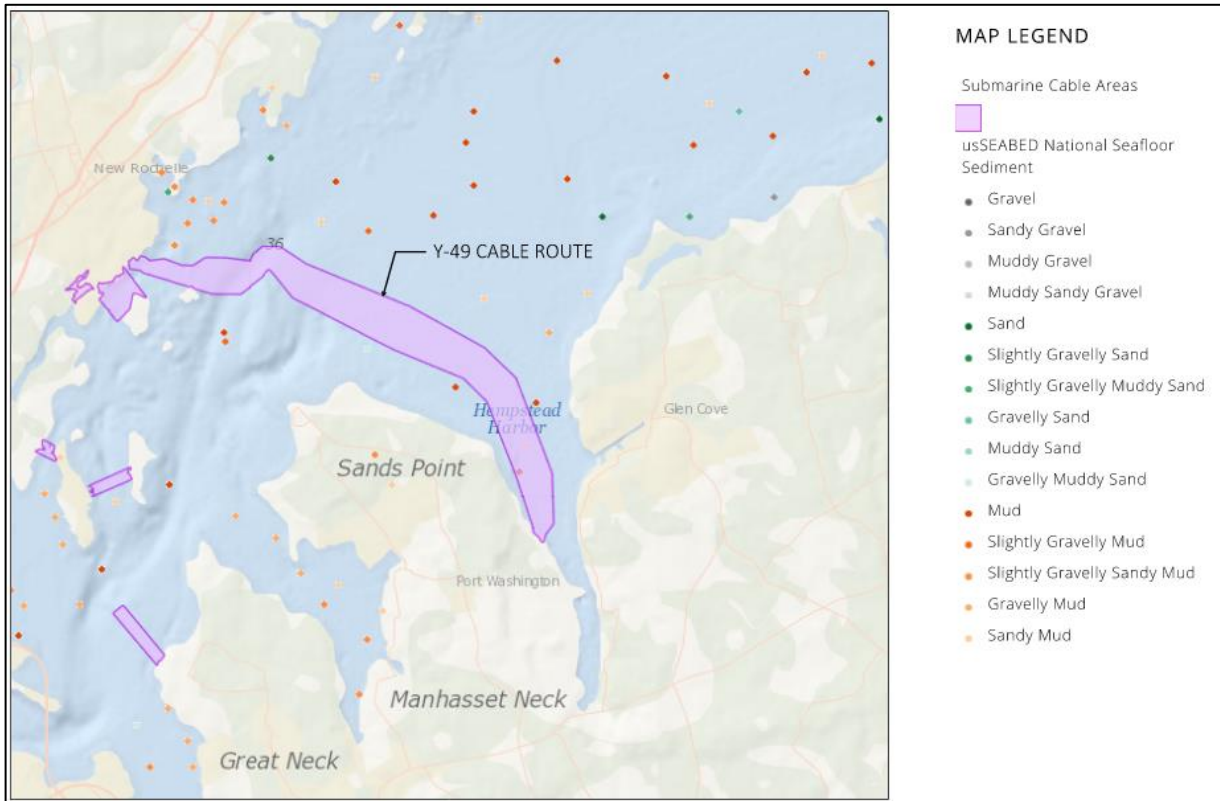 MAP LEGEND
Submarine Cable Areas
usSEABED National Seafloor
Sediment
Gravel
Sandy Gravel
Muddy Gravel
Muddy Sandy Gravel
Sand
Slightly Gravelly Sand
Slightly Gravelly Muddy Sand
Gravelly Sand
Muddy Sand
Gravelly Muddy Sand
Mud
Slightly Gravelly Mud
Slightly Gravelly Sandy Mud
Gravelly Mud
Sandy Mud
New Rochelle
36
Y-49 CABLE ROUTE
Hempstead
Harbor
Glen Cove
Sands Point
Port Washington
Manhasset Neck
Great Neck